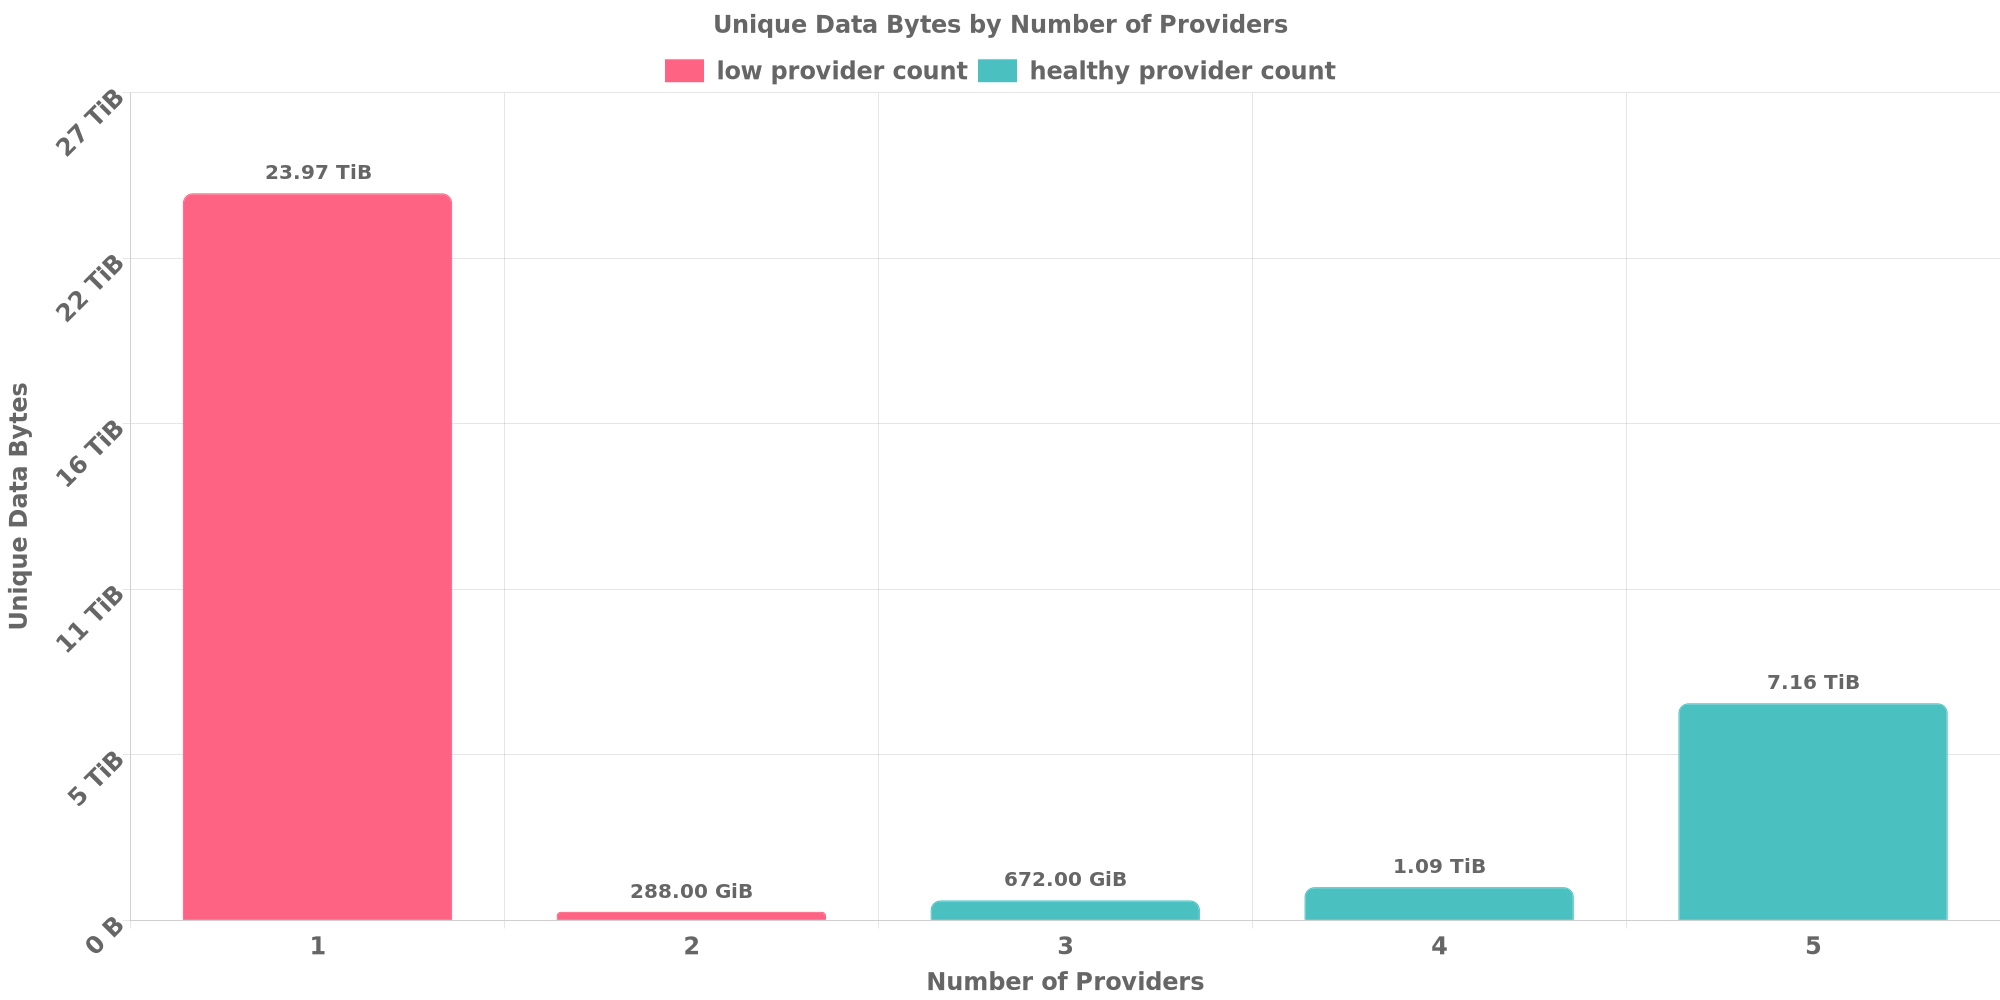 Unique Data Bytes by Number of Providers
low provider count healthy provider count
27 TiB
22 TiB
16 TiB
11 TiB
5 TiB
0 B
Unique Data Bytes
23.97 TiB
288.00 GiB
672.00 GiB
1.09 TiB
7.16 TiB
1 2 3 4 5
Number of Providers